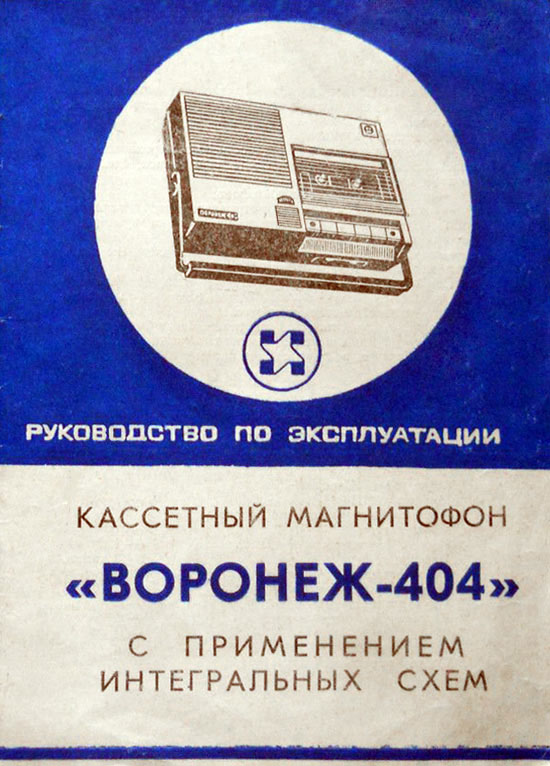 РУКОВОДСТВО ПО ЭКСПЛУАТАЦИИ
КАССЕТНЫЙ МАГНИТОФОН
«ВОРОНЕЖ-404»
С ПРИМЕНЕНИЕМ
ИНТЕГРАЛЬНЫХ СХЕМ